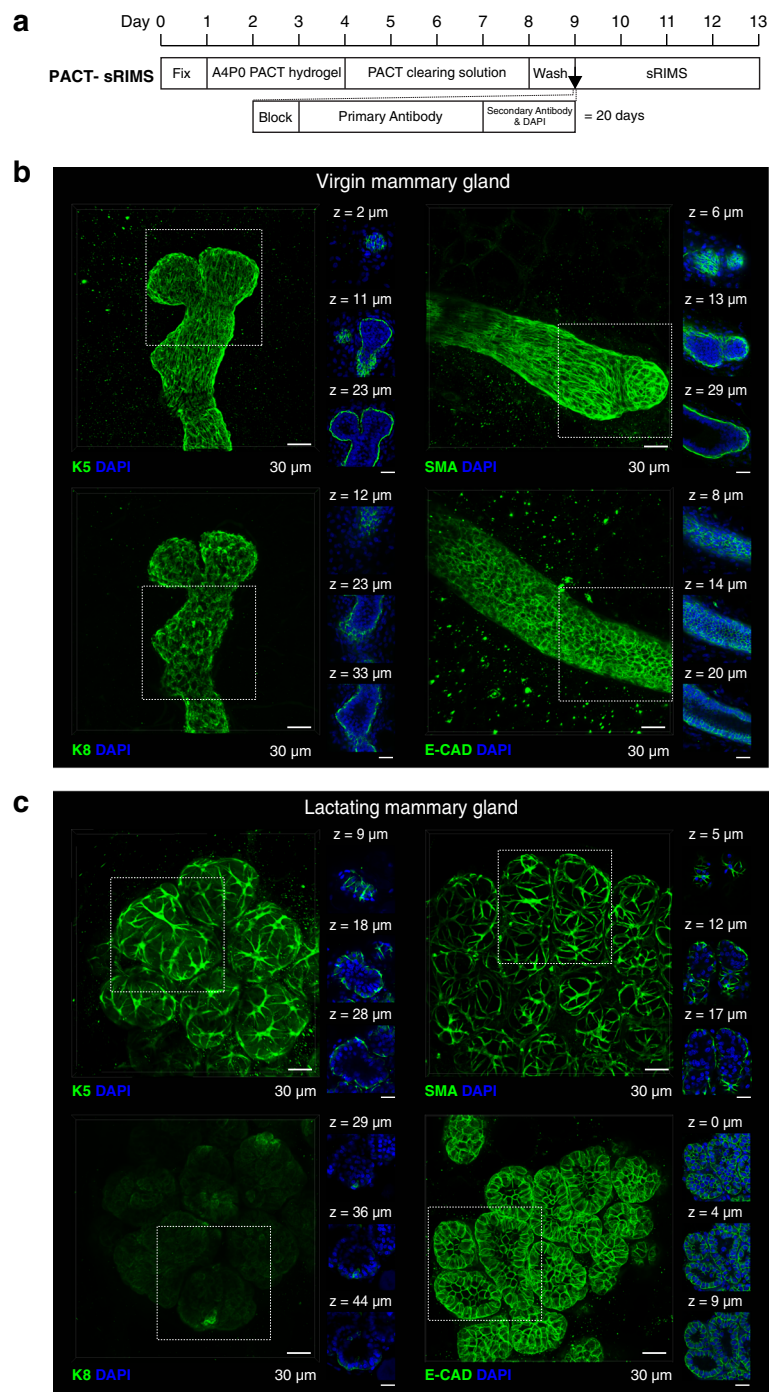 a
Day 0 1 2 3 4 5 6 7 8 9 10 11 12 13
PACT- sRIMS Fix A4P0 PACT hydrogel PACT clearing solution Wash sRIMS
Block Primary Antibody Secondary Antibody & DAPI = 20 days
b
Virgin mammary gland
z = 2 µm
z = 11 µm
z = 23 µm
K5 DAPI 30 µm
z = 6 µm
z = 13 µm
z = 29 µm
SMA DAPI 30 µm
z = 12 µm
z = 23 µm
z = 33 µm
K8 DAPI 30 µm
z = 8 µm
z = 14 µm
z = 20 µm
E-CAD DAPI 30 µm
c
Lactating mammary gland
z = 9 µm
z = 18 µm
z = 28 µm
K5 DAPI 30 µm
z = 5 µm
z = 12 µm
z = 17 µm
SMA DAPI 30 µm
z = 29 µm
z = 36 µm
z = 44 µm
K8 DAPI 30 µm
z = 0 µm
z = 4 µm
z = 9 µm
E-CAD DAPI 30 µm